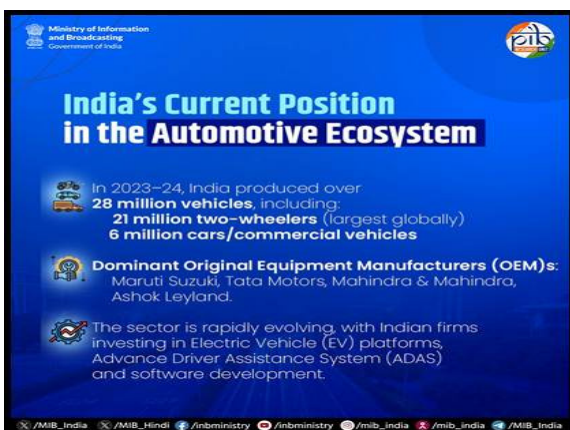 Ministry of Information
and Broadcasting
Government of India
pib
India's Current Position
in the Automotive Ecosystem
In 2023–24, India produced over
28 million vehicles, including:
21 million two-wheelers (largest globally)
6 million cars/commercial vehicles
Dominant Original Equipment Manufacturers (OEM)s:
Maruti Suzuki, Tata Motors, Mahindra & Mahindra,
Ashok Leyland.
The sector is rapidly evolving, with Indian firms
investing in Electric Vehicle (EV) platforms,
Advance Driver Assistance System (ADAS)
and software development.
/MIB_India /MIB_Hindi /inbministry /inbministry /mib_india /mib_india /MIB_India